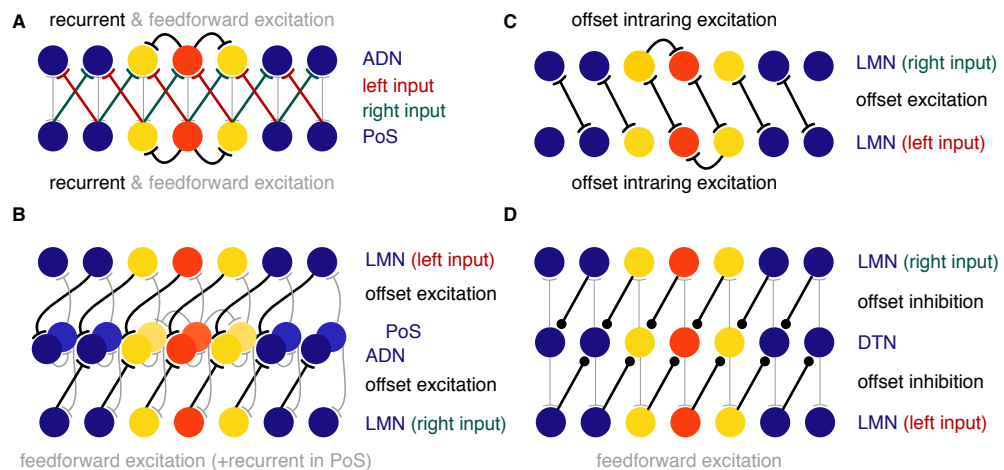 A
recurrent & feedforward excitation
ADN
left input
right input
PoS
recurrent & feedforward excitation
B
LMN (left input)
offset excitation
PoS
ADN
offset excitation
LMN (right input)
feedforward excitation (+recurrent in PoS)
C
offset intraring excitation
LMN (right input)
offset excitation
LMN (left input)
offset intraring excitation
D
LMN (right input)
offset inhibition
DTN
offset inhibition
LMN (left input)
feedforward excitation